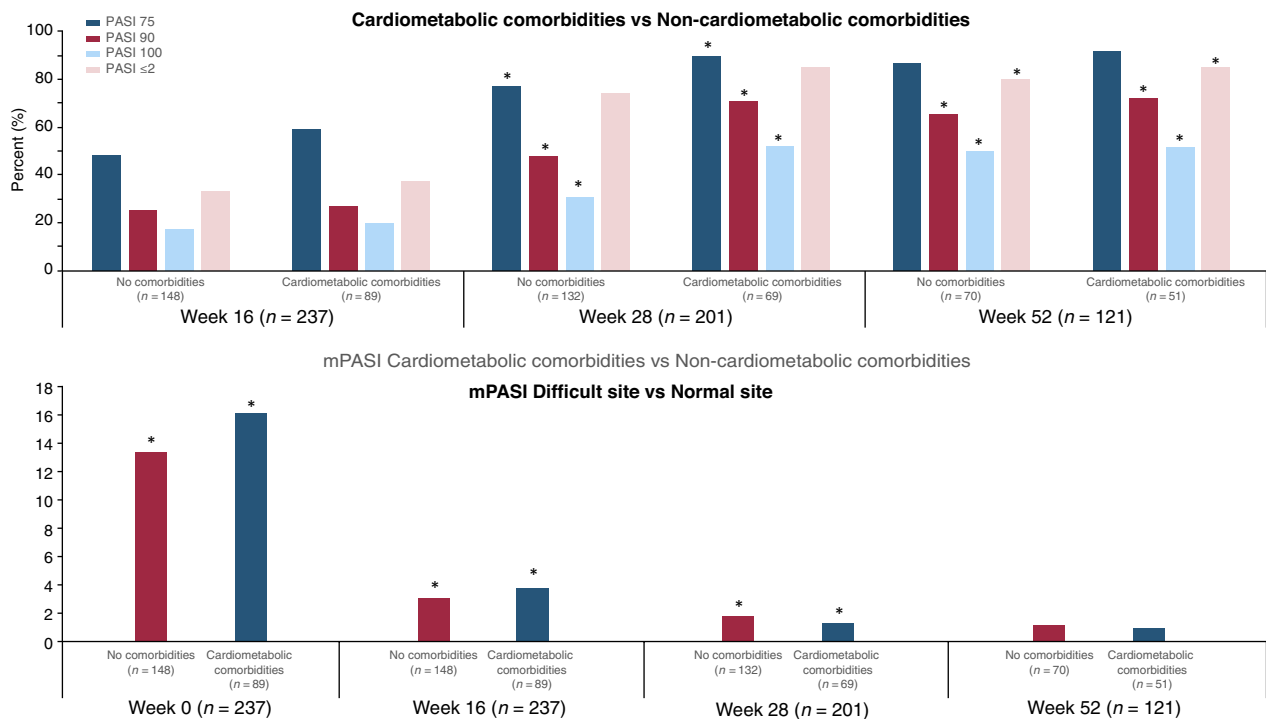 Cardiometabolic comorbidities vs Non-cardiometabolic comorbidities
PASI 75
PASI 90
PASI 100
PASI ≤2
Percent (%)
100
80
60
40
20
0
* * * * * * * * * * *
No comorbidities
(n = 148)
Cardiometabolic comorbidities
(n = 89)
No comorbidities
(n = 132)
Cardiometabolic comorbidities
(n = 69)
No comorbidities
(n = 70)
Cardiometabolic comorbidities
(n = 51)
Week 16 (n = 237)
Week 28 (n = 201)
Week 52 (n = 121)
mPASI Cardiometabolic comorbidities vs Non-cardiometabolic comorbidities
mPASI Difficult site vs Normal site
18
16
14
12
10
8
6
4
2
0
* * * * * *
No comorbidities
(n = 148)
Cardiometabolic
comorbidities
(n = 89)
No comorbidities
(n = 148)
Cardiometabolic
comorbidities
(n = 89)
No comorbidities
(n = 132)
Cardiometabolic
comorbidities
(n = 69)
No comorbidities
(n = 70)
Cardiometabolic
comorbidities
(n = 51)
Week 0 (n = 237)
Week 16 (n = 237)
Week 28 (n = 201)
Week 52 (n = 121)